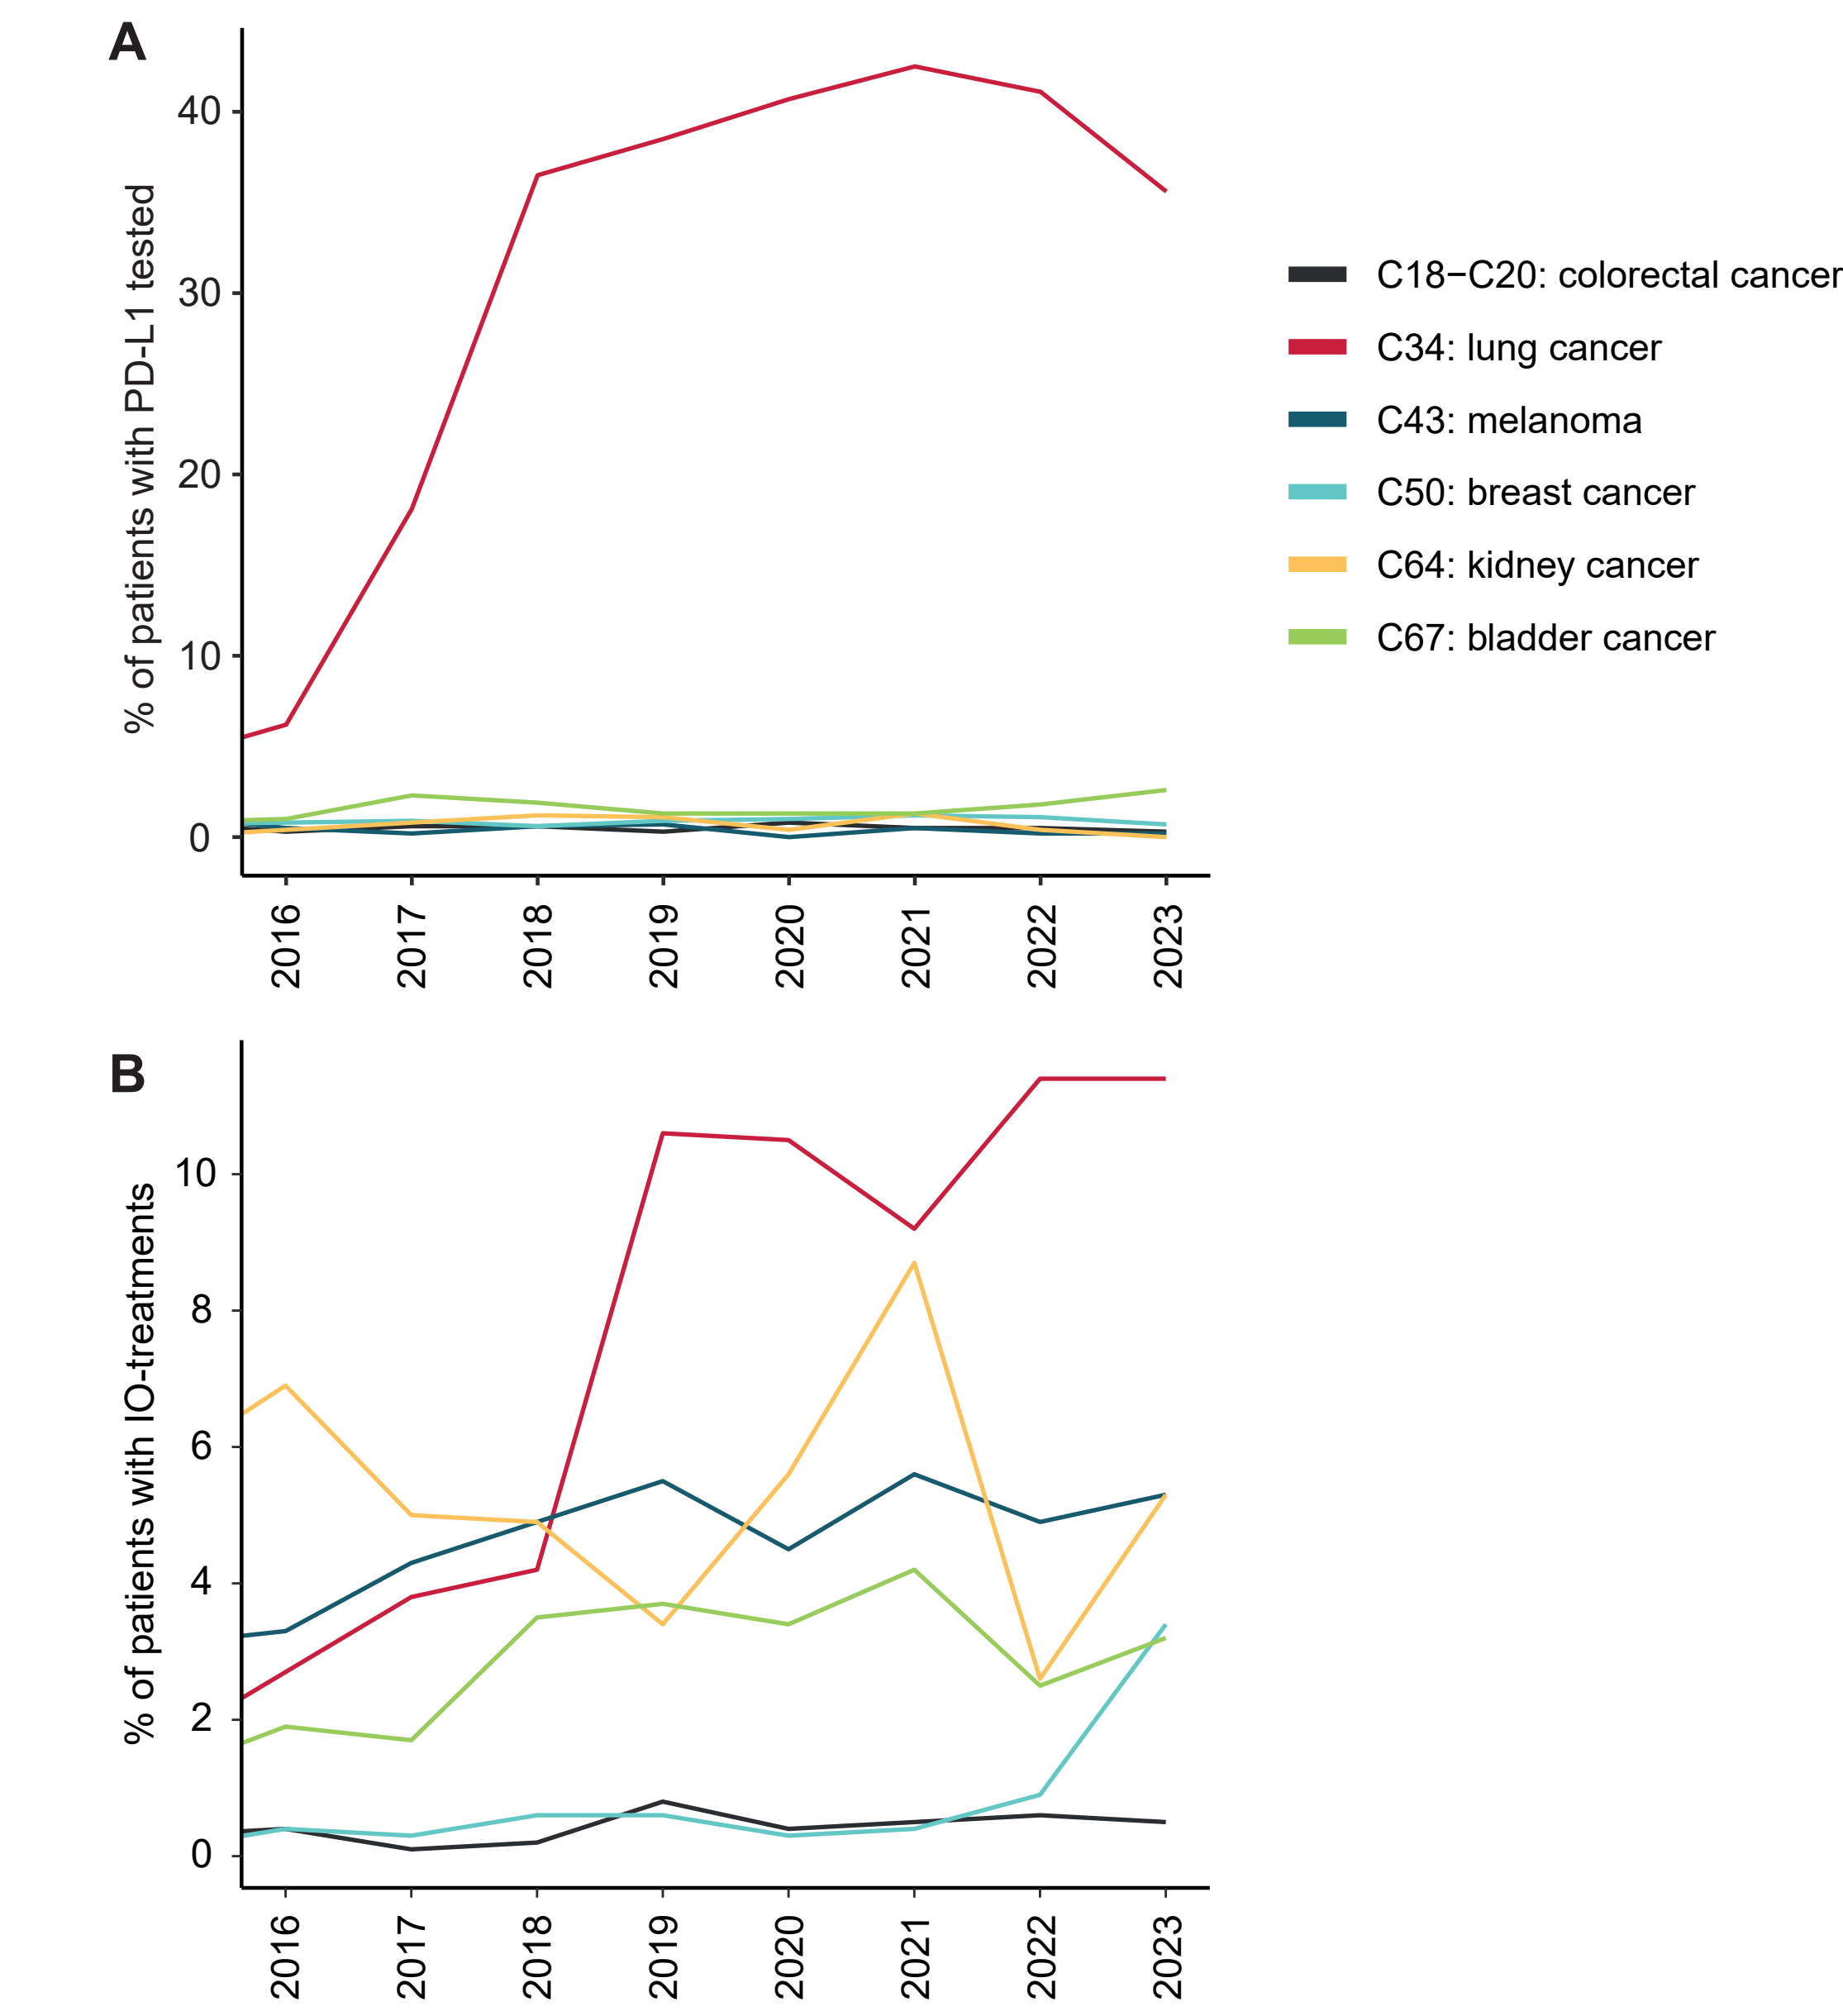 A
% of patients with PD-L1 tested
40
30
20
10
0
2016
2017
2018
2019
2020
2021
2022
2023
C18−C20: colorectal cancer
C34: lung cancer
C43: melanoma
C50: breast cancer
C64: kidney cancer
C67: bladder cancer
B
% of patients with IO-treatments
10
8
6
4
2
0
2016
2017
2018
2019
2020
2021
2022
2023